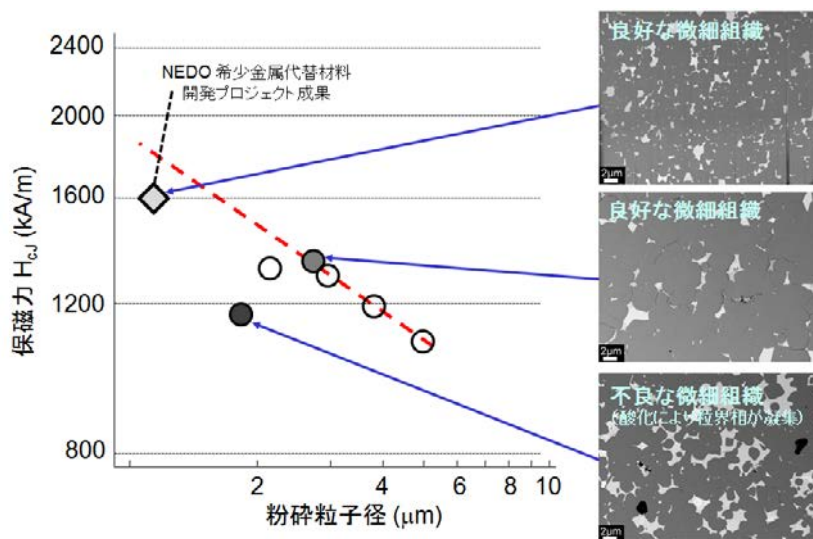 2400
2000
1600
1200
800
保磁力 HcJ (kA/m)
NEDO 希少金属代替材料
開発プロジェクト成果
2
4
6
8
10
粉砕粒子径 (μm)
良好な微細組織
2μm
良好な微細組織
2μm
不良な微細組織
(酸化により粒界相が凝集)
2μm